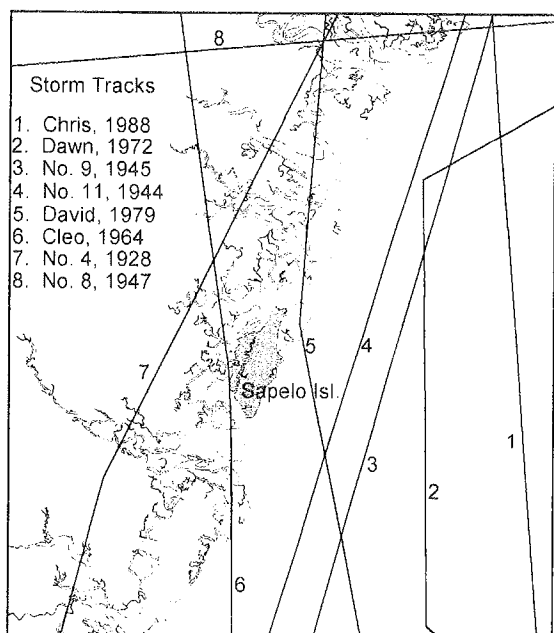 8
Storm Tracks
1. Chris, 1988
2. Dawn, 1972
3. No. 9, 1945
4. No. 11, 1944
5. David, 1979
6. Cleo, 1964
7. No. 4, 1928
8. No. 8, 1947
5
4
7
Sapelo Isl.
1
3
2
6